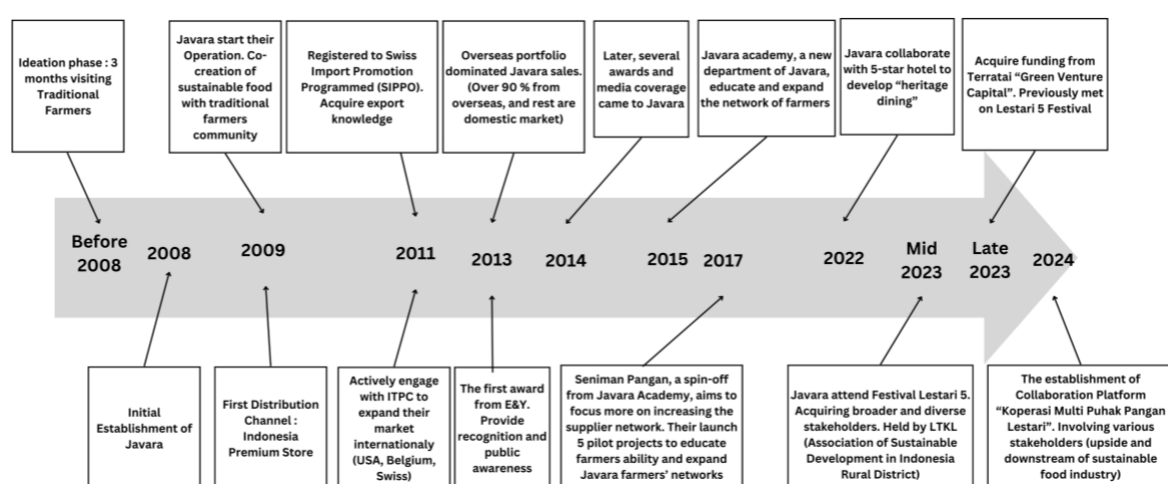 Ideation phase : 3
months visiting
Traditional
Farmers
Javara start their
Operation. Co-
creation of
sustainable food
with traditional
farmers
community
Registered to Swiss
Import Promotion
Programmed (SIPPO).
Acquire export
knowledge
Overseas portfolio
dominated Javara sales.
(Over 90 % from
overseas, and rest are
domestic market)
Later, several
awards and
media coverage
came to Javara
Javara academy, a new
department of Javara,
educate and expand
the network of farmers
Javara collaborate
with 5-star hotel to
develop “heritage
dining”
Acquire funding from
Terratai “Green Venture
Capital”. Previously met
on Lestari 5 Festival
Before
2008
2008
2009
2011
2013
2014
2015
2017
2022
Mid
2023
Late
2023
2024
Initial
Establishment of
Javara
First Distribution
Channel :
Indonesia
Premium Store
Actively engage
with ITPC to
expand their
market
internationaly
(USA, Belgium,
Swiss)
The first award
from E&Y.
Provide
recognition and
public
awareness
Seniman Pangan, a spin-off
from Javara Academy, aims to
focus more on increasing the
supplier network. Their launch
5 pilot projects to educate
farmers ability and expand
Javara farmers’ networks
Javara attend Festival Lestari 5.
Acquiring broader and diverse
stakeholders. Held by LTKL
(Association of Sustainable
Development in Indonesia
Rural District)
The establishment of
Collaboration Platform
“Koperasi Multi Puhak Pangan
Lestari”. Involving various
stakeholders (upside and
downstream of sustainable
food industry)